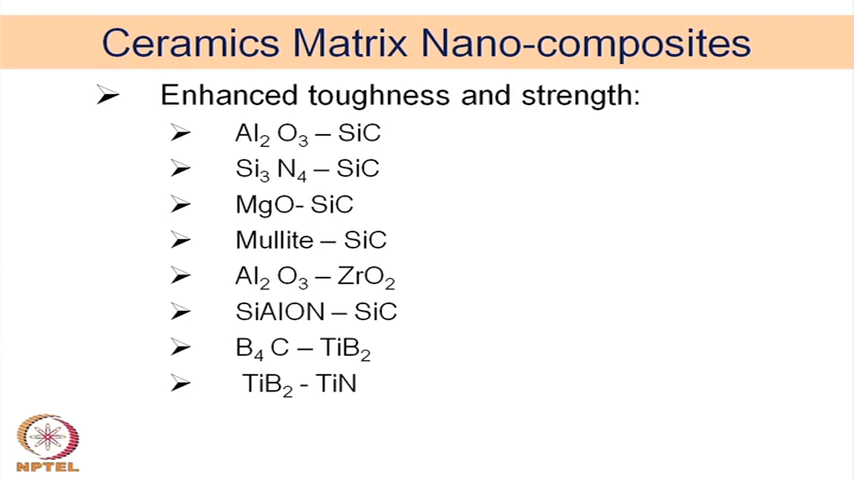 Ceramics Matrix Nano-composites
➢ Enhanced toughness and strength:
➢ Al₂ O₃ – SiC
➢ Si₃ N₄ – SiC
➢ MgO- SiC
➢ Mullite – SiC
➢ Al₂ O₃ – ZrO₂
➢ SiAlON – SiC
➢ B₄ C – TiB₂
➢ TiB₂ - TiN
NPTEL